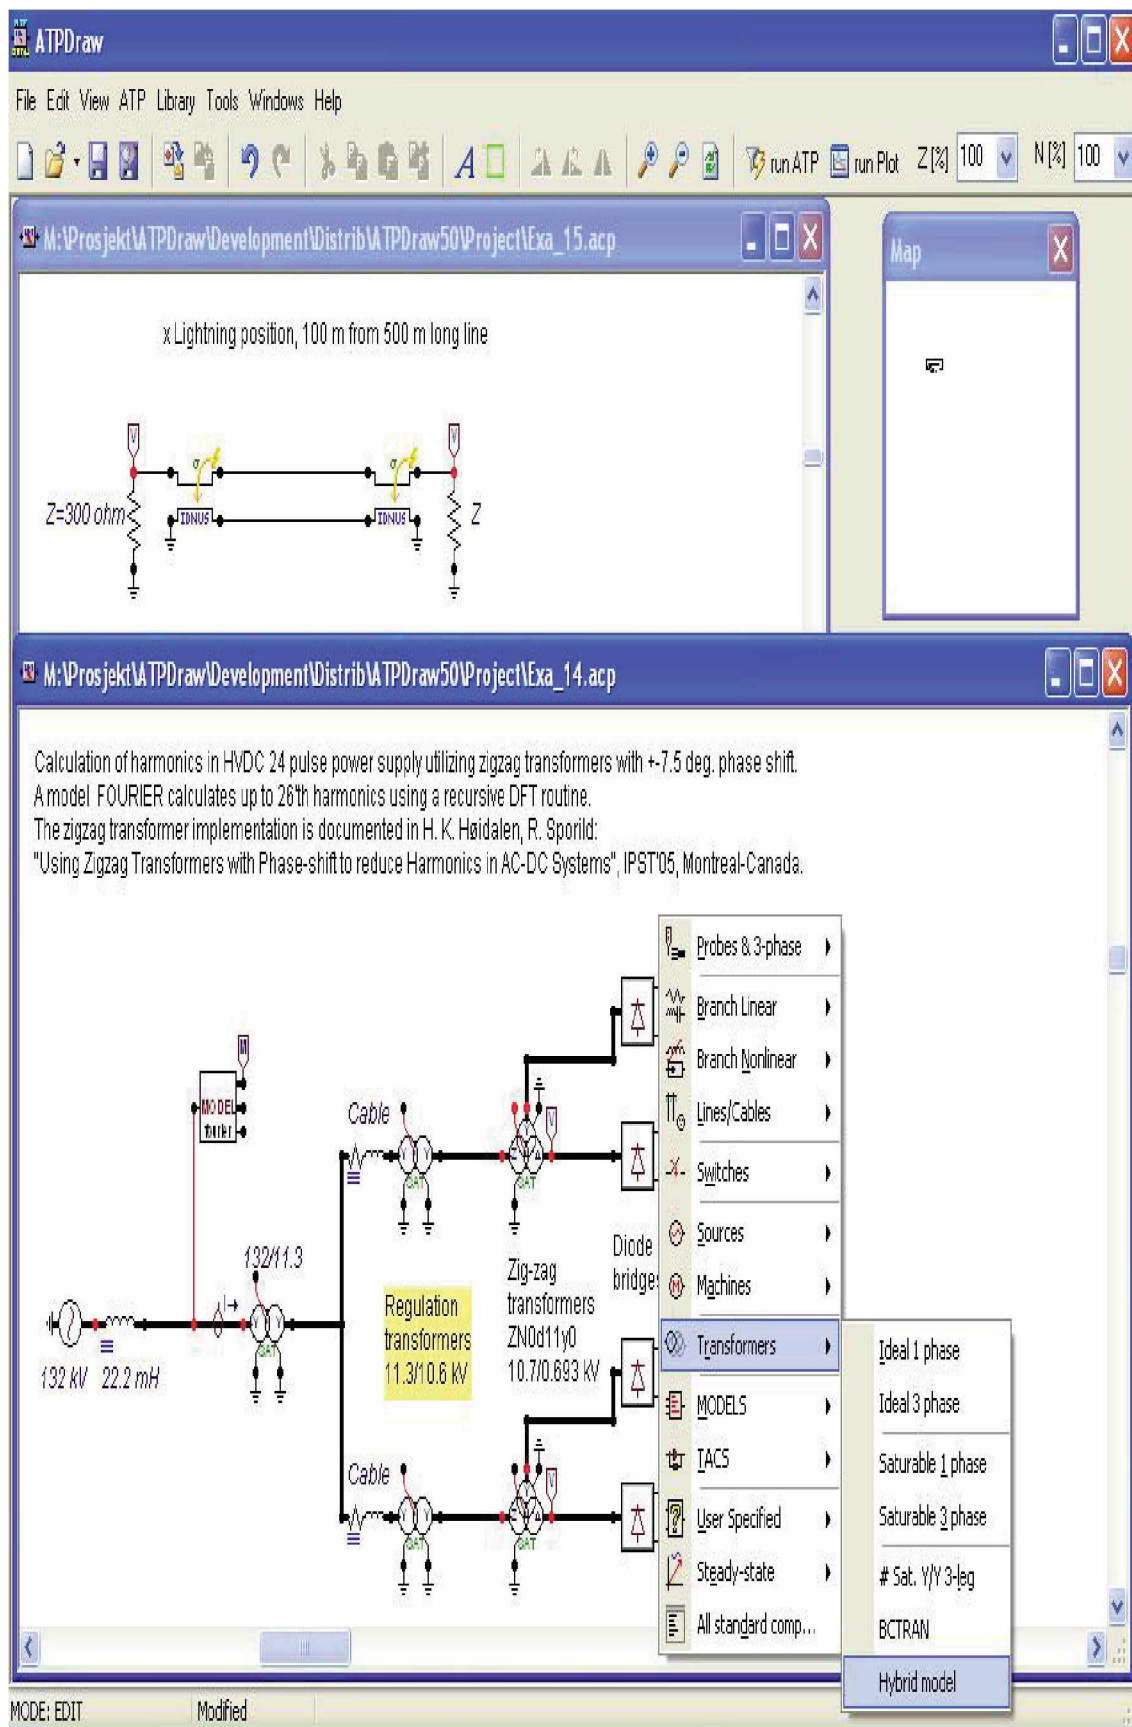 ATPDraw
File Edit View ATP Library Tools Windows Help
A run ATP run Plot Z [%] 100 N [%] 100
M:\Prosjekt\ATPDraw\Development\Distrib\ATPDraw50\Project\Exa_15.acp
Map
x Lightning position, 100 m from 500 m long line
V V
σ σ
Z=300 ohm IDNUS IDNUS Z
M:\Prosjekt\ATPDraw\Development\Distrib\ATPDraw50\Project\Exa_14.acp
Calculation of harmonics in HVDC 24 pulse power supply utilizing zigzag transformers with +-7.5 deg. phase shift.
A model FOURIER calculates up to 26'th harmonics using a recursive DFT routine.
The zigzag transformer implementation is documented in H. K. Høidalen, R. Sporild:
"Using Zigzag Transformers with Phase-shift to reduce Harmonics in AC-DC Systems", IPST'05, Montreal-Canada.
M
MODEL
fourier
Cable
V
Y Y
SAT
Z Y Δ
SAT
132/11.3
I
Y Y
SAT
132 kV 22.2 mH
Regulation
transformers
11.3/10.6 kV
Zig-zag
transformers
ZN0d11y0
10.7/0.693 kV
Diode
bridges
Cable
V
Y Y
SAT
Z Y Δ
SAT
Probes & 3-phase
Branch Linear
Branch Nonlinear
Lines/Cables
Switches
Sources
Machines
Transformers
MODELS
TACS
User Specified
Steady-state
All standard comp...
Ideal 1 phase
Ideal 3 phase
Saturable 1 phase
Saturable 3 phase
# Sat. Y/Y 3-leg
BCTRAN
Hybrid model
MODE: EDIT Modified